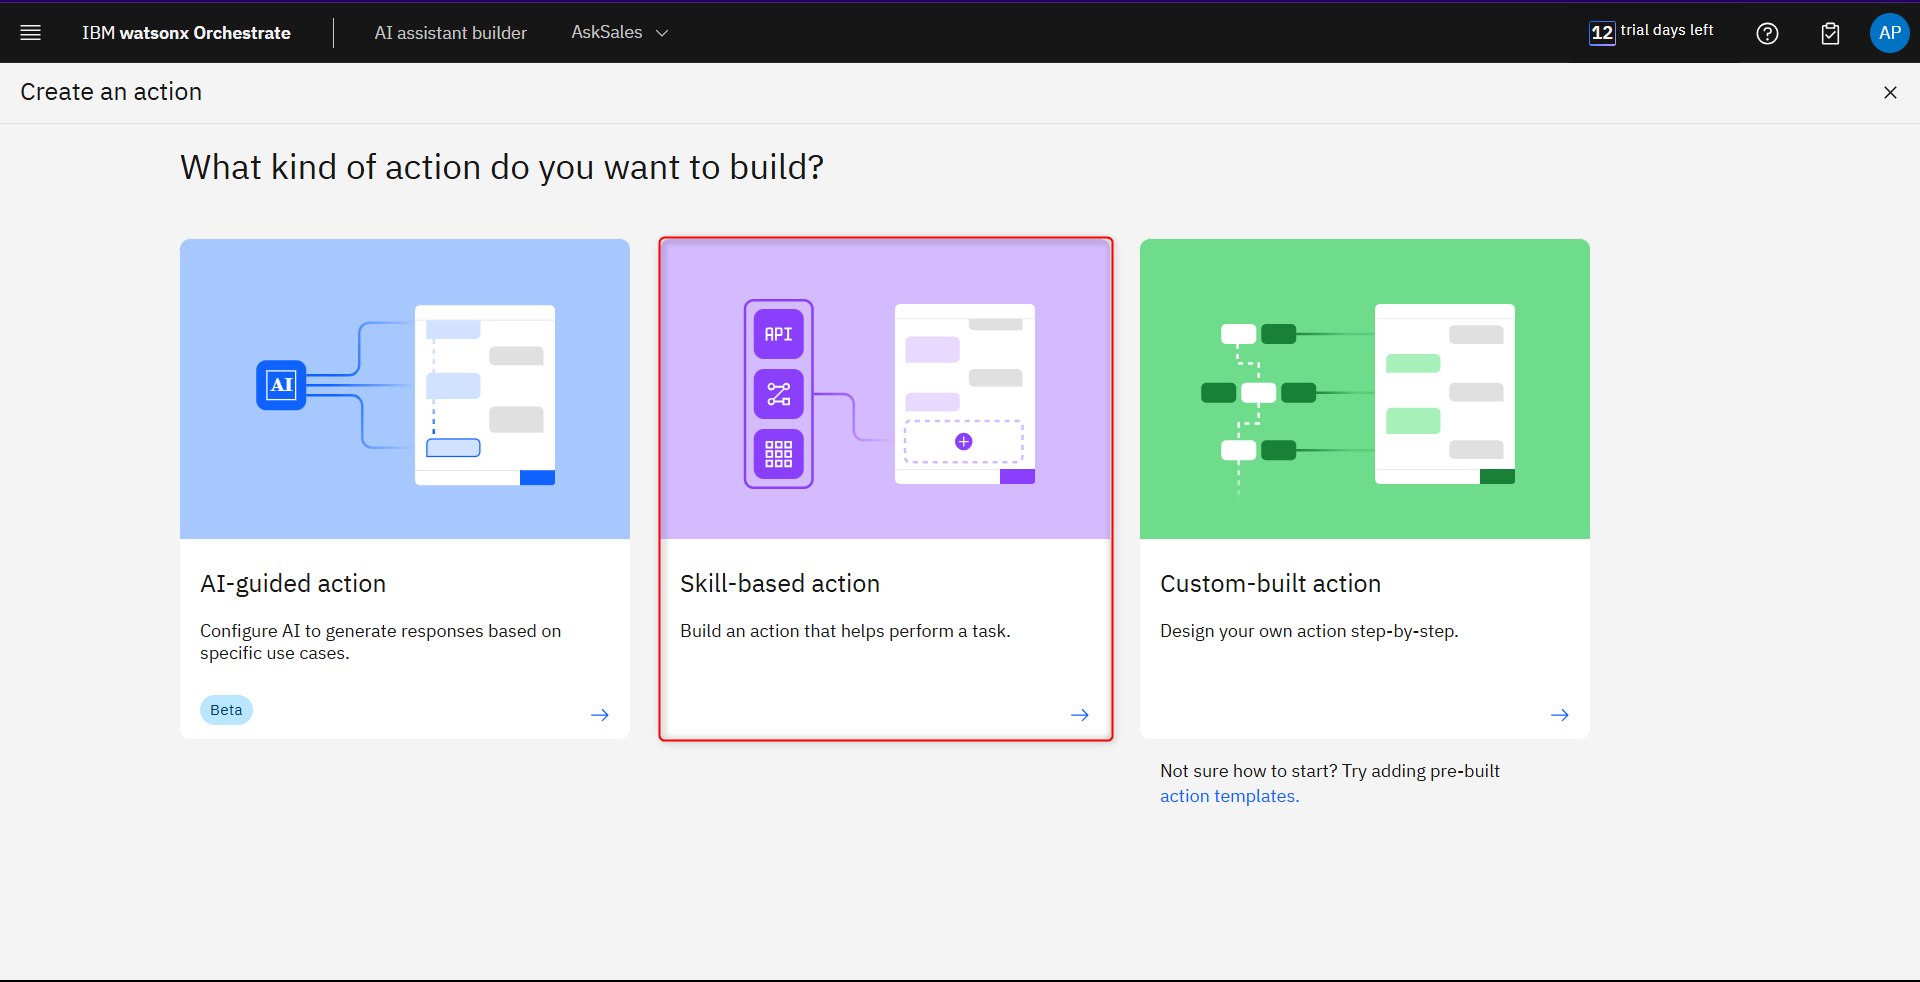 IBM watsonx Orchestrate
AI assistant builder
AskSales
12 trial days left
AP
Create an action
What kind of action do you want to build?
AI
API
AI-guided action
Configure AI to generate responses based on
specific use cases.
Beta
Skill-based action
Build an action that helps perform a task.
Custom-built action
Design your own action step-by-step.
Not sure how to start? Try adding pre-built
action templates.